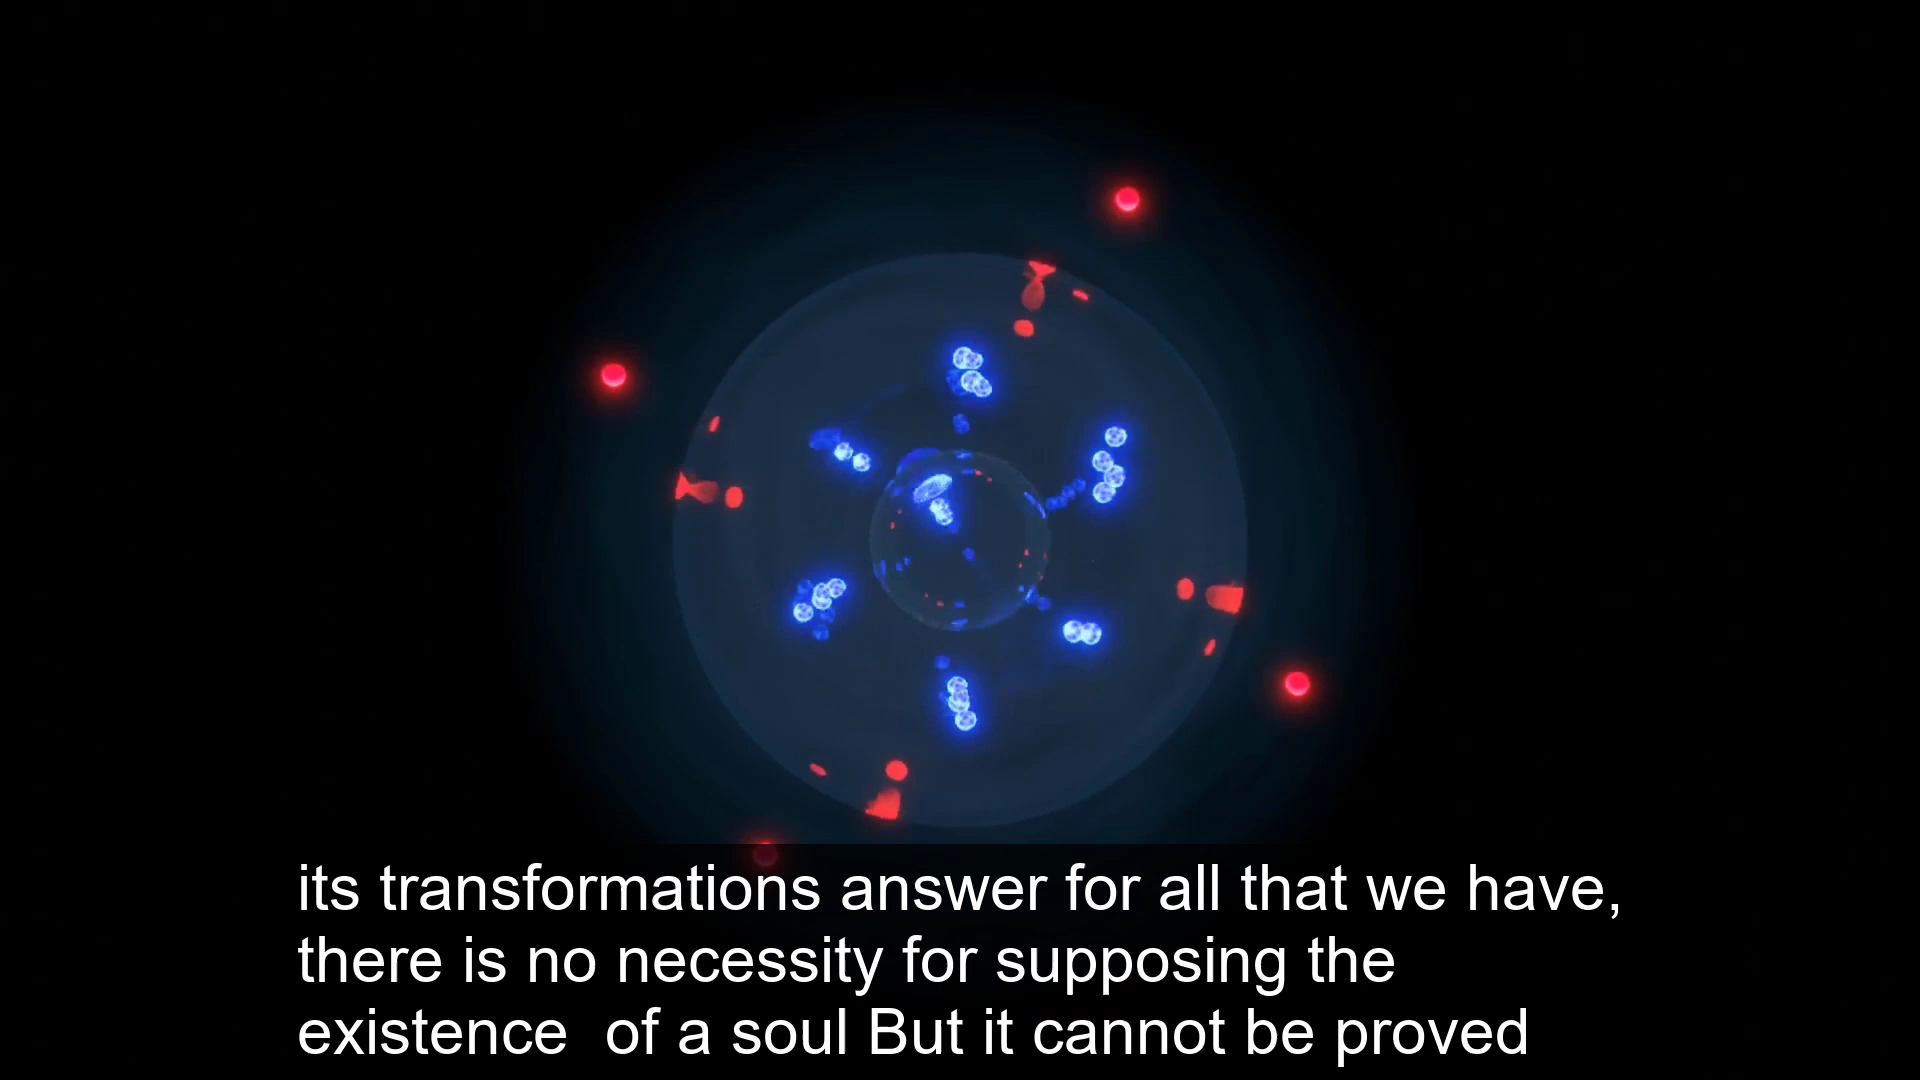 its transformations answer for all that we have,
there is no necessity for supposing the
existence  of a soul But it cannot be proved